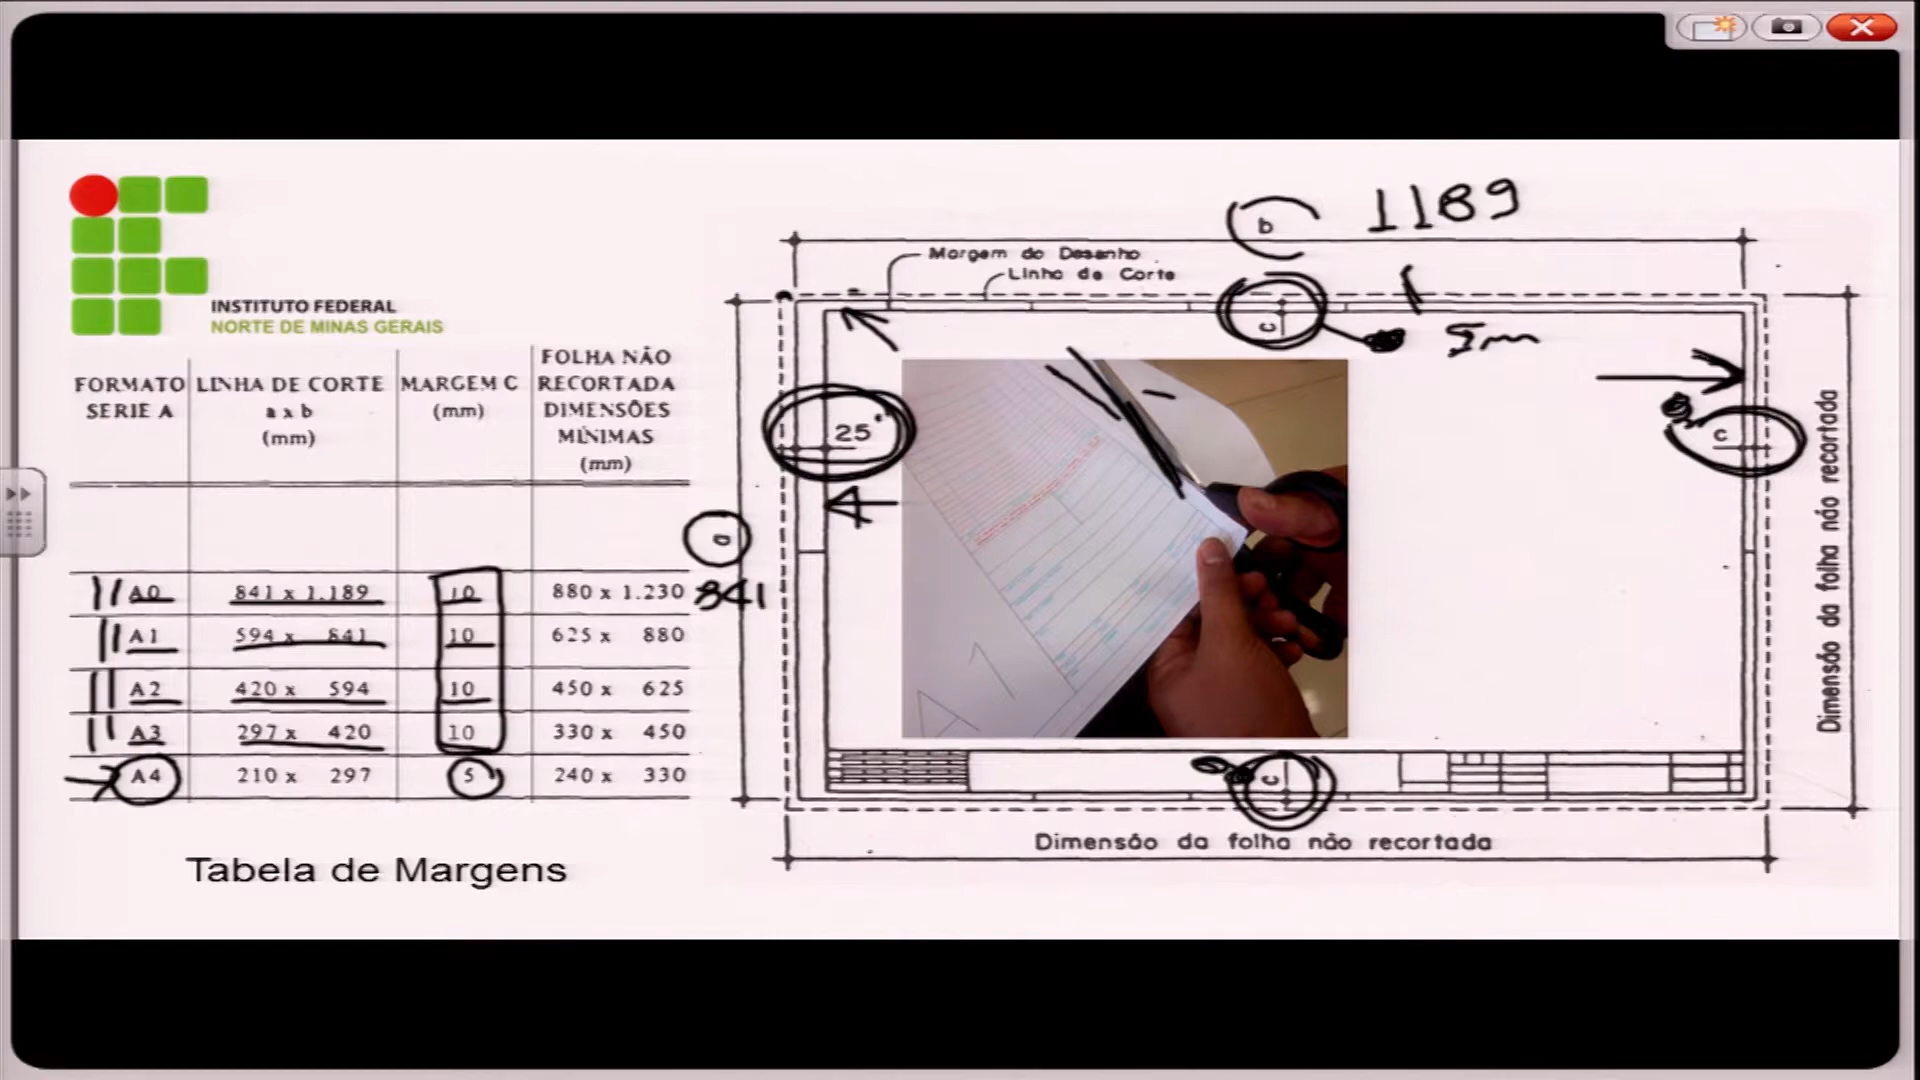 INSTITUTO FEDERAL
NORTE DE MINAS GERAIS
FORMATO SERIE A
LINHA DE CORTE a x b (mm)
MARGEM C (mm)
FOLHA NÃO RECORTADA DIMENSÕES MINIMAS (mm)
A0 841 x 1.189 10 880 x 1.230
A1 594 x 841 10 625 x 880
A2 420 x 594 10 450 x 625
A3 297 x 420 10 330 x 450
A4 210 x 297 5 240 x 330
Tabela de Margens
b 1189
Margem do Desenho
Linha de Corte
c
5m
25
c
a
841
A1
c
Dimensão da folha não recortada
Dimensão da folha não recortada